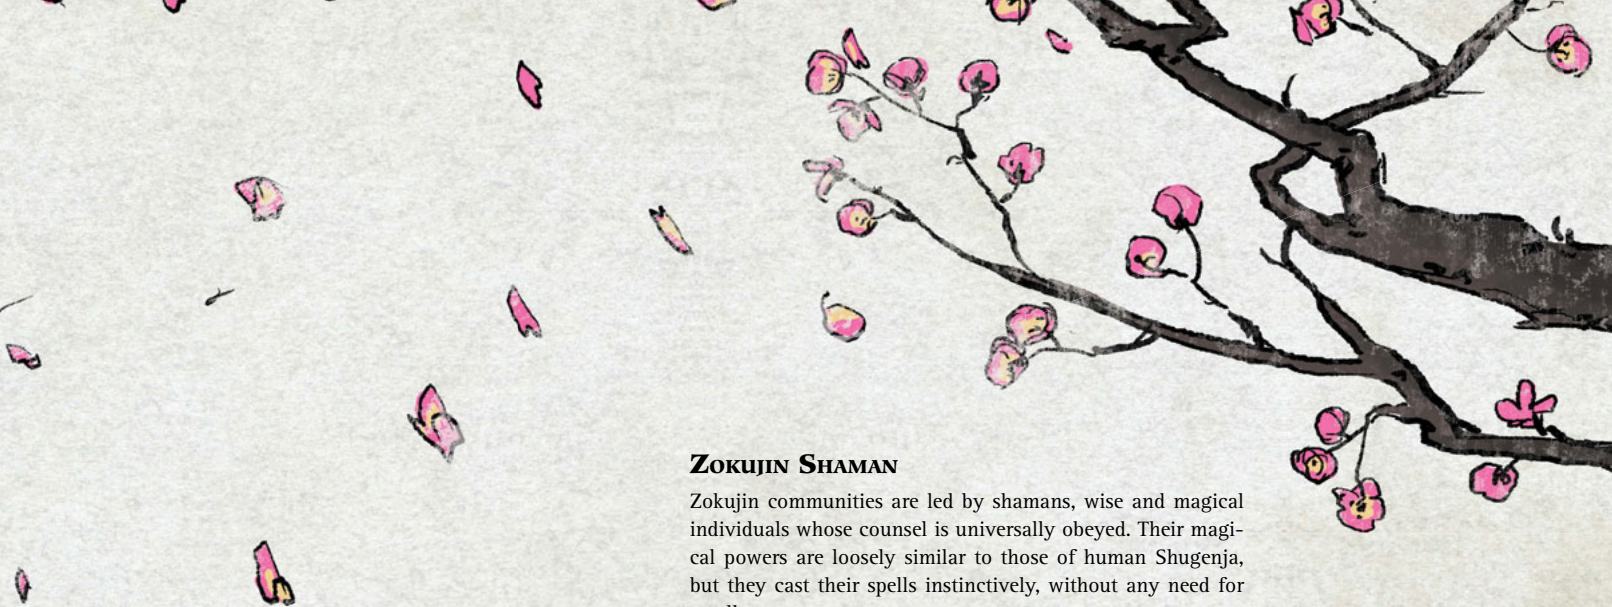 Zokujin Shaman
Zokujin communities are led by shamans, wise and magical
individuals whose counsel is universally obeyed. Their magi-
cal powers are loosely similar to those of human Shugenja,
but they cast their spells instinctively, without any need for